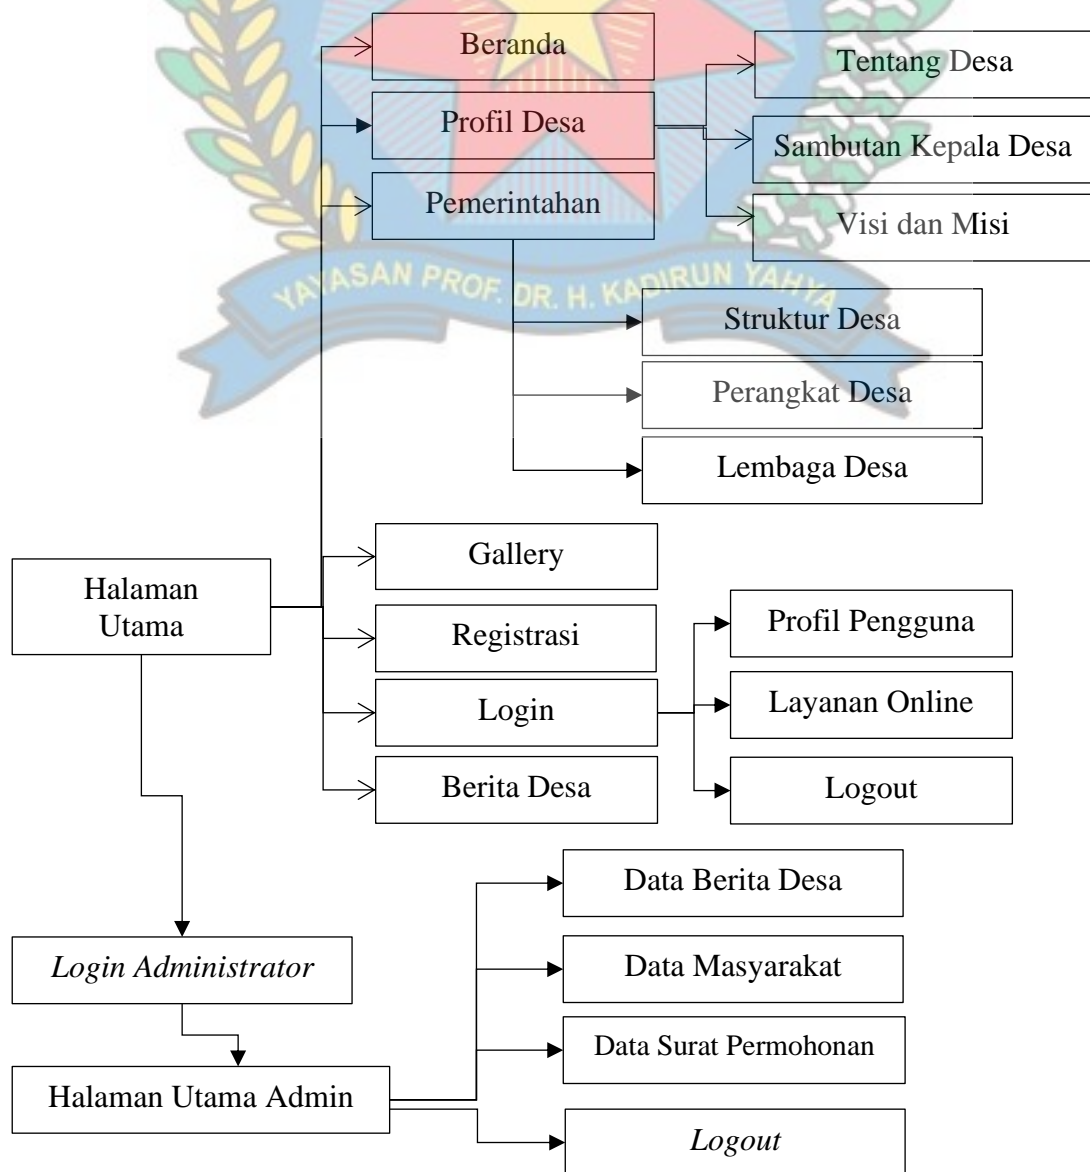 Beranda
Profil Desa
Pemerintahan
Tentang Desa
Sambutan Kepala Desa
Visi dan Misi
YAYASAN PROF. DR. H. KADIRUN YAHYA
Struktur Desa
Perangkat Desa
Lembaga Desa
Halaman
Utama
Gallery
Registrasi
Login
Berita Desa
Profil Pengguna
Layanan Online
Logout
Login Administrator
Halaman Utama Admin
Data Berita Desa
Data Masyarakat
Data Surat Permohonan
Logout